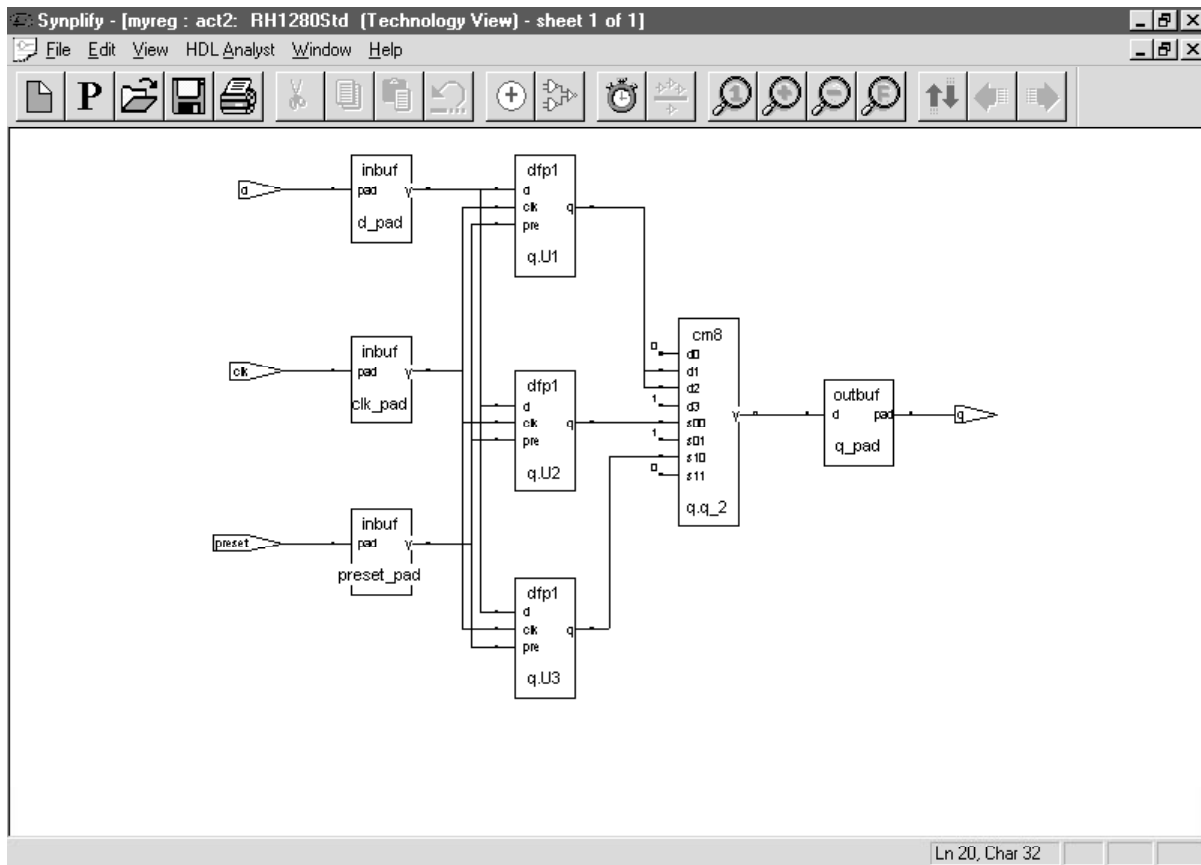 Synplify - [myreg : act2: RH1280Std (Technology View) - sheet 1 of 1]
File Edit View HDL Analyst Window Help
P 1 F
d
inbuf
pad y
d_pad
dfp1
d
clk q
pre
q.U1
clk
inbuf
pad y
clk_pad
dfp1
d
clk q
pre
q.U2
preset
inbuf
pad y
preset_pad
dfp1
d
clk q
pre
q.U3
cm8
0 d0
d1
d2
1 d3
s00 y
1 s01
s10
0 s11
q.q_2
outbuf
d pad
q_pad
q
Ln 20, Char 32